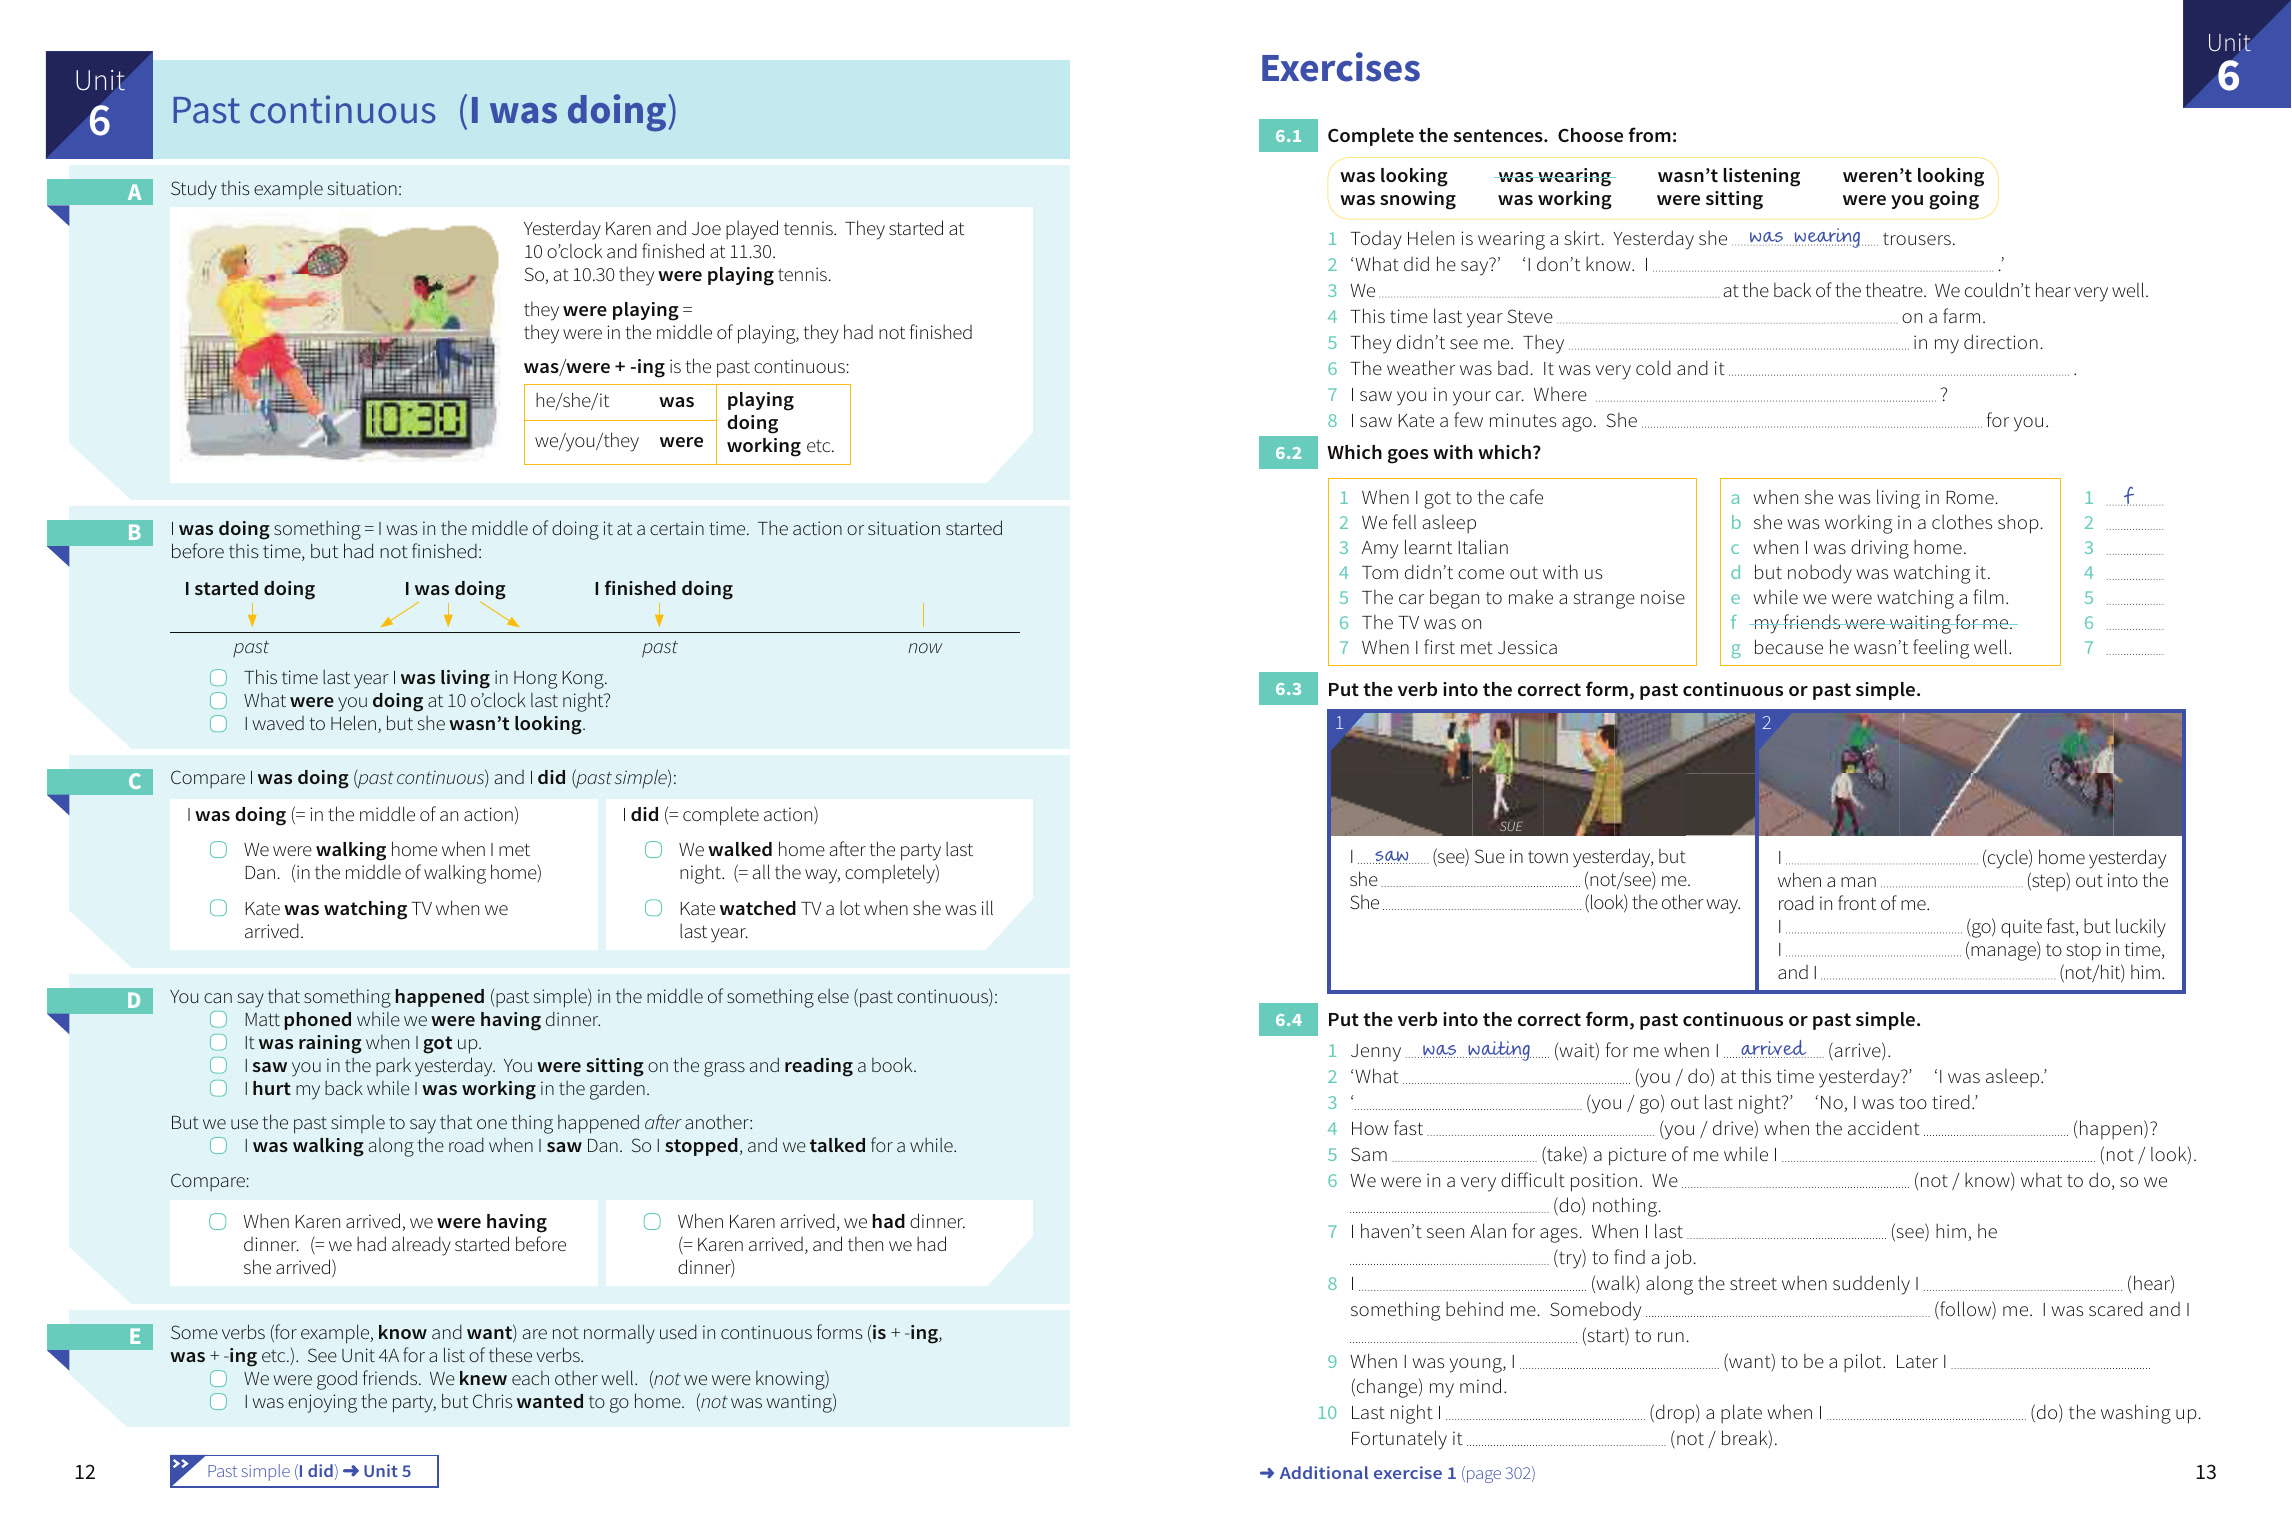 Unit
6
Past continuous (I was doing)
A
Study this example situation:
Yesterday Karen and Joe played tennis. They started at
10 o'clock and finished at 11.30.
So, at 10.30 they were playing tennis.
they were playing =
they were in the middle of playing, they had not finished
was/were + -ing is the past continuous:
he/she/it was playing
doing
we/you/they were working etc.
10:30
B
I was doing something = I was in the middle of doing it at a certain time. The action or situation started
before this time, but had not finished:
I started doing I was doing I finished doing
past past now
This time last year I was living in Hong Kong.
What were you doing at 10 o'clock last night?
I waved to Helen, but she wasn't looking.
C
Compare I was doing (past continuous) and I did (past simple):
I was doing (= in the middle of an action)
We were walking home when I met
Dan. (in the middle of walking home)
Kate was watching TV when we
arrived.
I did (= complete action)
We walked home after the party last
night. (= all the way, completely)
Kate watched TV a lot when she was ill
last year.
D
You can say that something happened (past simple) in the middle of something else (past continuous):
Matt phoned while we were having dinner.
It was raining when I got up.
I saw you in the park yesterday. You were sitting on the grass and reading a book.
I hurt my back while I was working in the garden.
But we use the past simple to say that one thing happened after another:
I was walking along the road when I saw Dan. So I stopped, and we talked for a while.
Compare:
When Karen arrived, we were having
dinner. (= we had already started before
she arrived)
When Karen arrived, we had dinner.
(= Karen arrived, and then we had
dinner)
E
Some verbs (for example, know and want) are not normally used in continuous forms (is + -ing,
was + -ing etc.). See Unit 4A for a list of these verbs.
We were good friends. We knew each other well. (not we were knowing)
I was enjoying the party, but Chris wanted to go home. (not was wanting)
12
Past simple (I did) ➜ Unit 5
Exercises
Unit
6
6.1 Complete the sentences. Choose from:
was looking was wearing wasn't listening weren't looking
was snowing was working were sitting were you going
1 Today Helen is wearing a skirt. Yesterday she was wearing trousers.
2 'What did he say?' 'I don't know. I .'
3 We at the back of the theatre. We couldn't hear very well.
4 This time last year Steve on a farm.
5 They didn't see me. They in my direction.
6 The weather was bad. It was very cold and it .
7 I saw you in your car. Where ?
8 I saw Kate a few minutes ago. She for you.
6.2 Which goes with which?
1 When I got to the cafe
2 We fell asleep
3 Amy learnt Italian
4 Tom didn't come out with us
5 The car began to make a strange noise
6 The TV was on
7 When I first met Jessica
a when she was living in Rome.
b she was working in a clothes shop.
c when I was driving home.
d but nobody was watching it.
e while we were watching a film.
f my friends were waiting for me.
g because he wasn't feeling well.
1 f
2
3
4
5
6
7
6.3 Put the verb into the correct form, past continuous or past simple.
1
SUE
I saw (see) Sue in town yesterday, but
she (not/see) me.
She (look) the other way.
2
I (cycle) home yesterday
when a man (step) out into the
road in front of me.
I (go) quite fast, but luckily
I (manage) to stop in time,
and I (not/hit) him.
6.4 Put the verb into the correct form, past continuous or past simple.
1 Jenny was waiting (wait) for me when I arrived (arrive).
2 'What (you / do) at this time yesterday?' 'I was asleep.'
3 ' (you / go) out last night?' 'No, I was too tired.'
4 How fast (you / drive) when the accident (happen)?
5 Sam (take) a picture of me while I (not / look).
6 We were in a very difficult position. We (not / know) what to do, so we
(do) nothing.
7 I haven't seen Alan for ages. When I last (see) him, he
(try) to find a job.
8 I (walk) along the street when suddenly I (hear)
something behind me. Somebody (follow) me. I was scared and I
(start) to run.
9 When I was young, I (want) to be a pilot. Later I
(change) my mind.
10 Last night I (drop) a plate when I (do) the washing up.
Fortunately it (not / break).
➜ Additional exercise 1 (page 302)
13